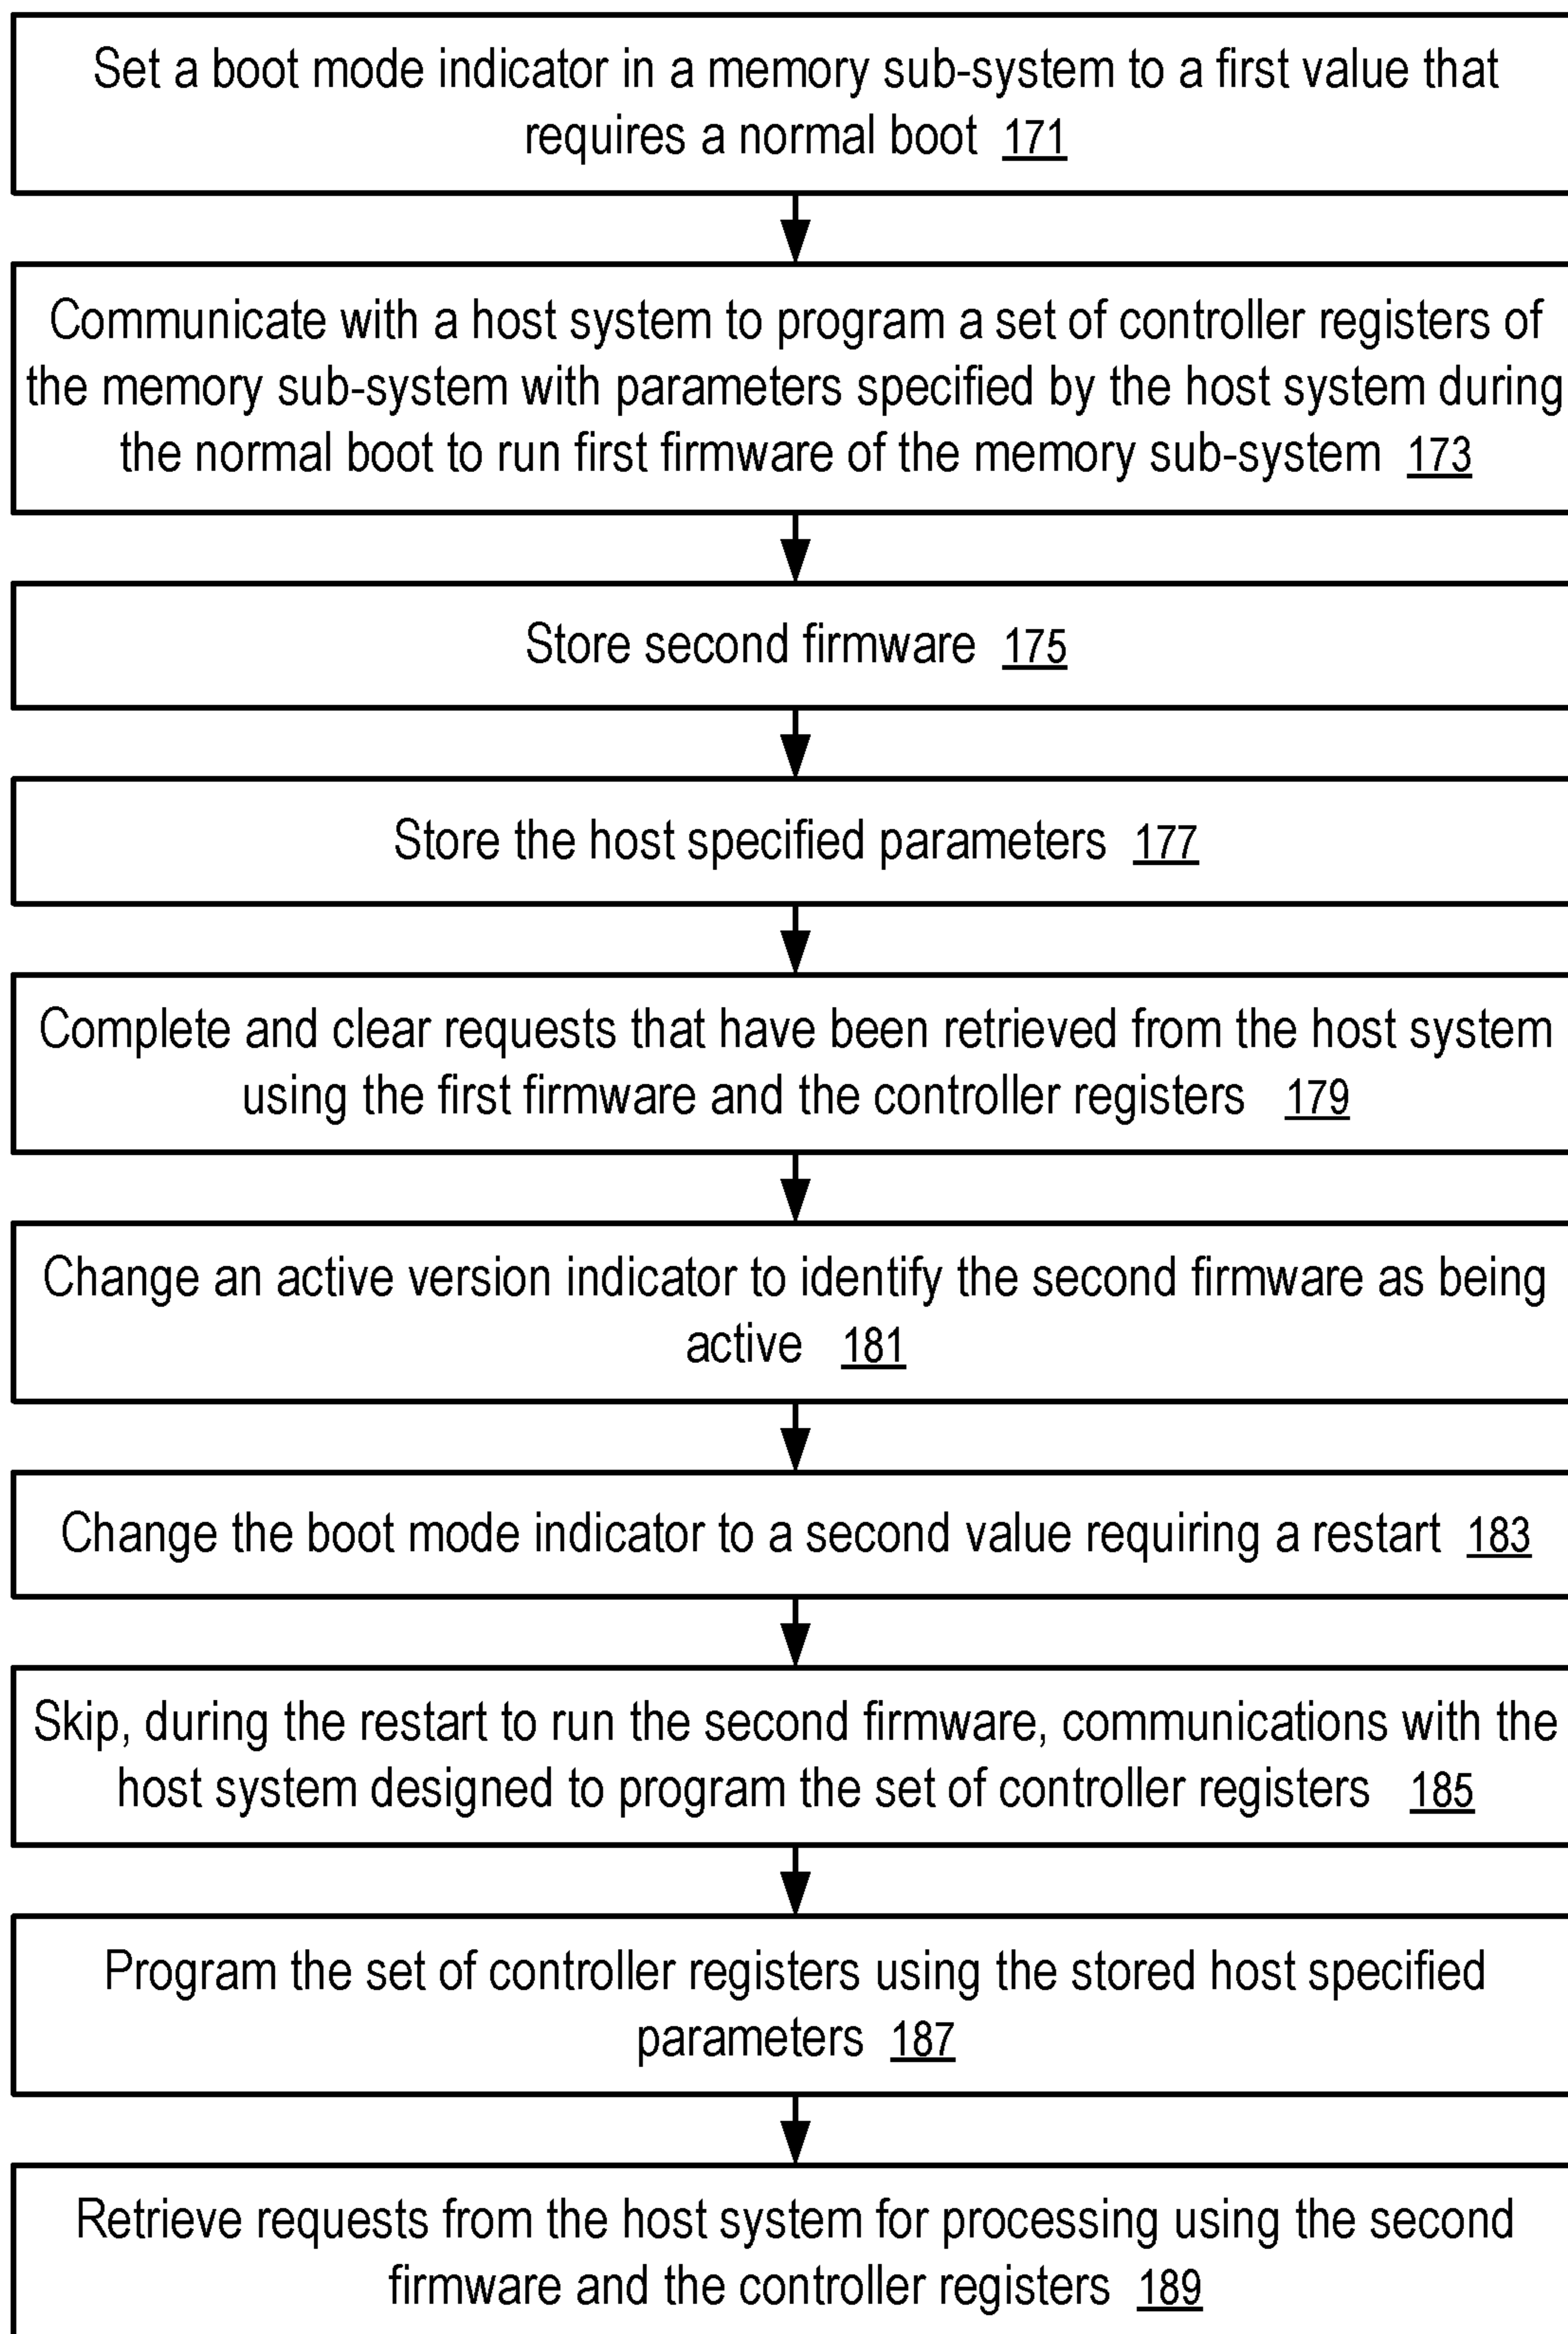 Set a boot mode indicator in a memory sub-system to a first value that
requires a normal boot 171
Communicate with a host system to program a set of controller registers of
the memory sub-system with parameters specified by the host system during
the normal boot to run first firmware of the memory sub-system 173
Store second firmware 175
Store the host specified parameters 177
Complete and clear requests that have been retrieved from the host system
using the first firmware and the controller registers 179
Change an active version indicator to identify the second firmware as being
active 181
Change the boot mode indicator to a second value requiring a restart 183
Skip, during the restart to run the second firmware, communications with the
host system designed to program the set of controller registers 185
Program the set of controller registers using the stored host specified
parameters 187
Retrieve requests from the host system for processing using the second
firmware and the controller registers 189